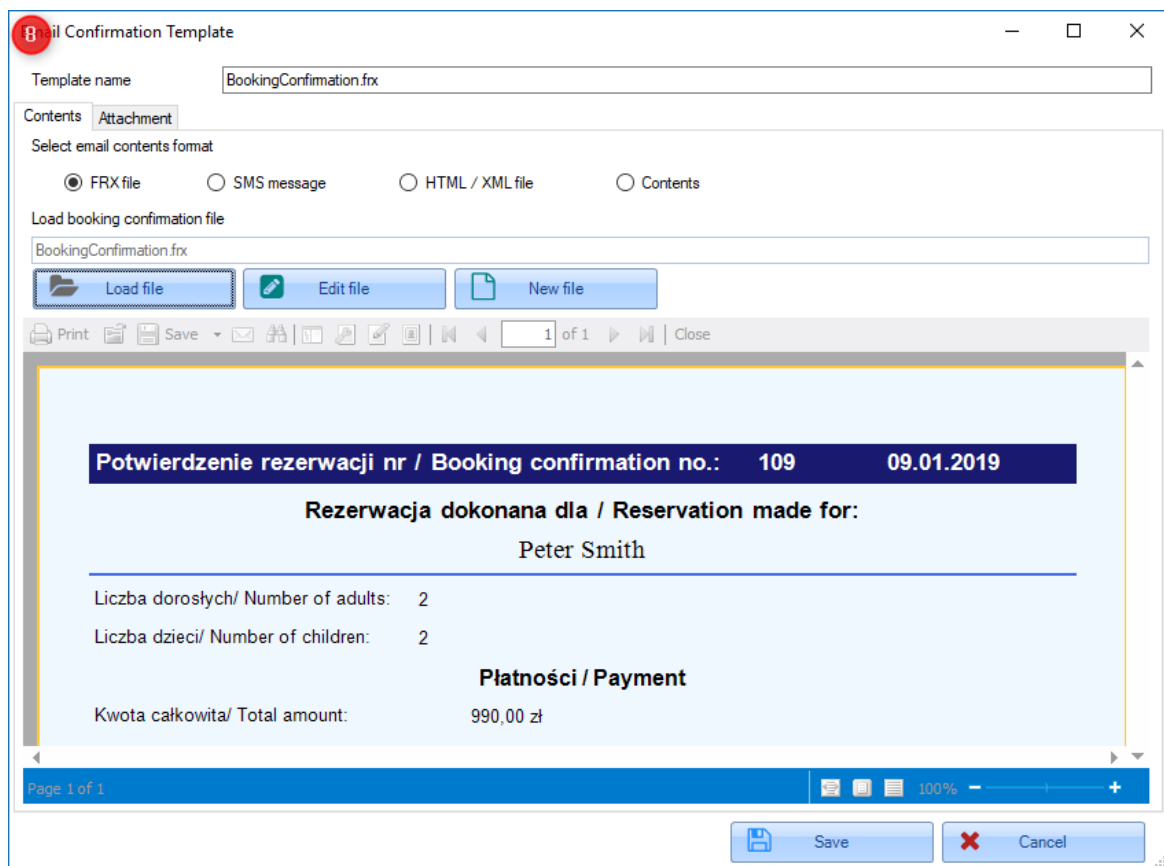 8
Email Confirmation Template
Template name BookingConfirmation.frx
Contents Attachment
Select email contents format
FRX file SMS message HTML / XML file Contents
Load booking confirmation file
BookingConfirmation.frx
Load file Edit file New file
Print Save 1 of 1 Close
Potwierdzenie rezerwacji nr / Booking confirmation no.: 109 09.01.2019
Rezerwacja dokonana dla / Reservation made for:
Peter Smith
Liczba dorosłych/ Number of adults: 2
Liczba dzieci/ Number of children: 2
Płatności / Payment
Kwota całkowita/ Total amount: 990,00 zł
Page 1 of 1 100%
Save Cancel